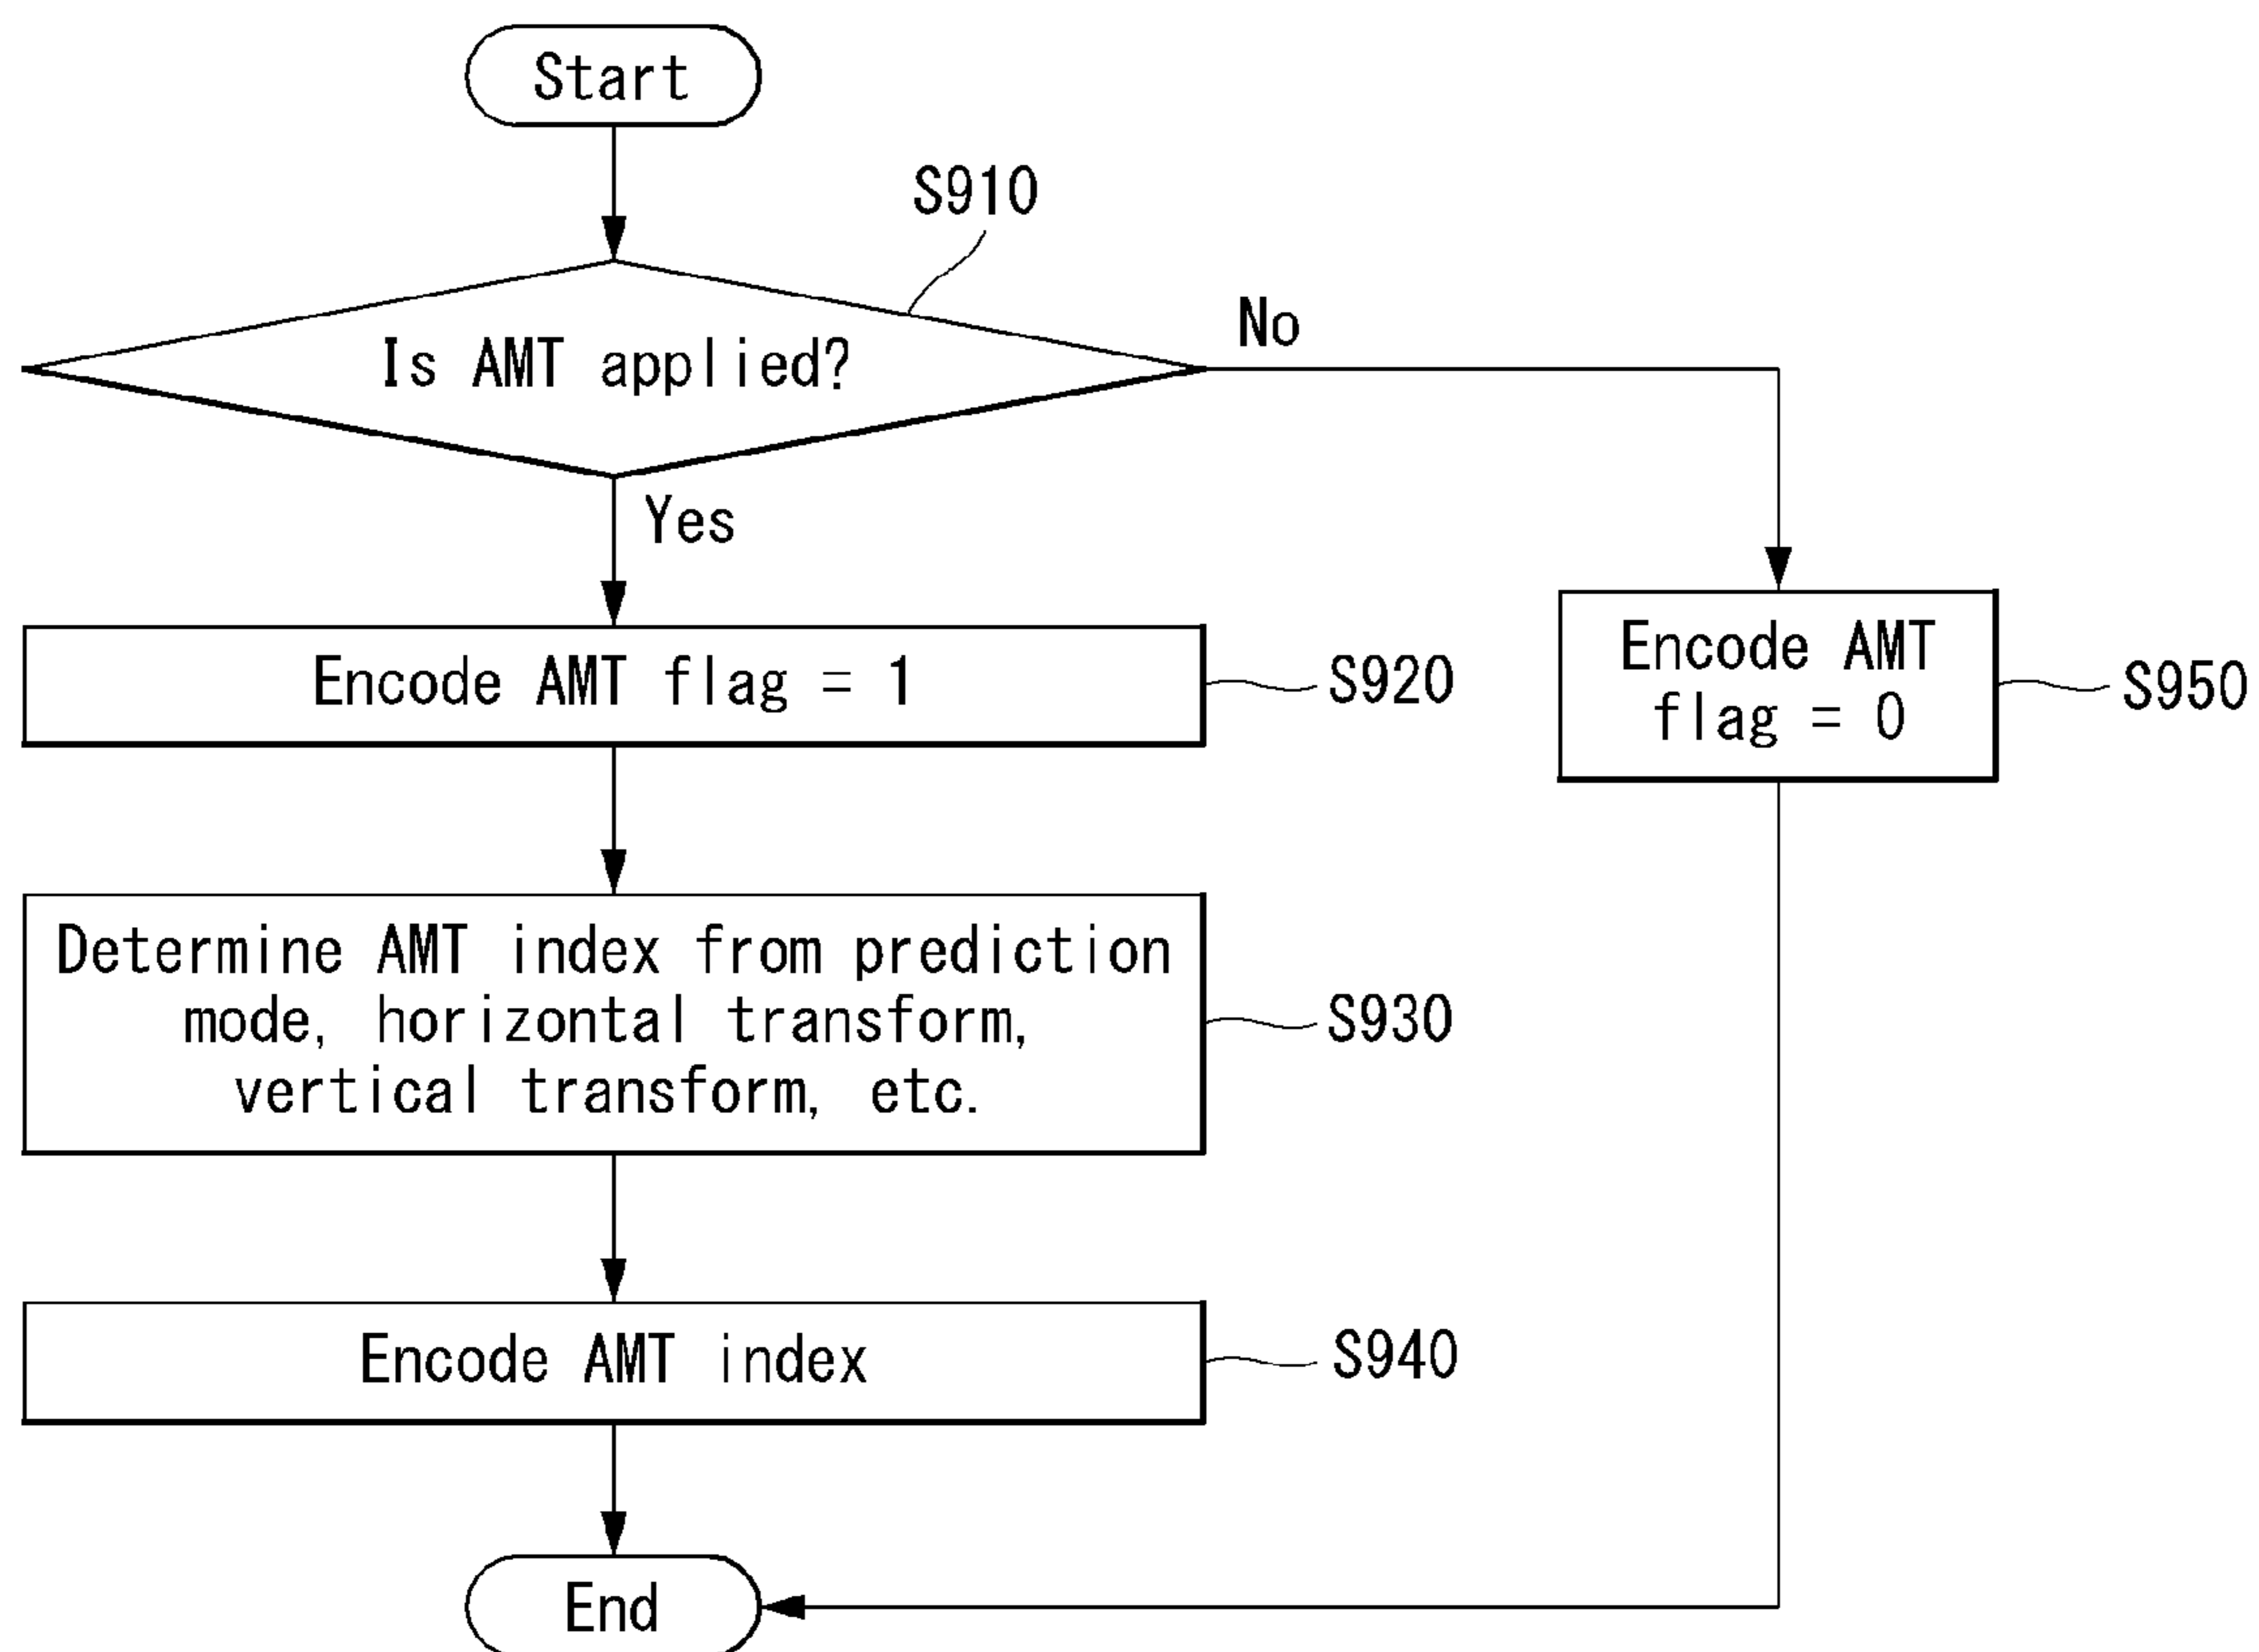 Start
S910
Is AMT applied?
No
Yes
Encode AMT flag = 1
S920
Encode AMT
flag = 0
S950
Determine AMT index from prediction
mode, horizontal transform,
vertical transform, etc.
S930
Encode AMT index
S940
End